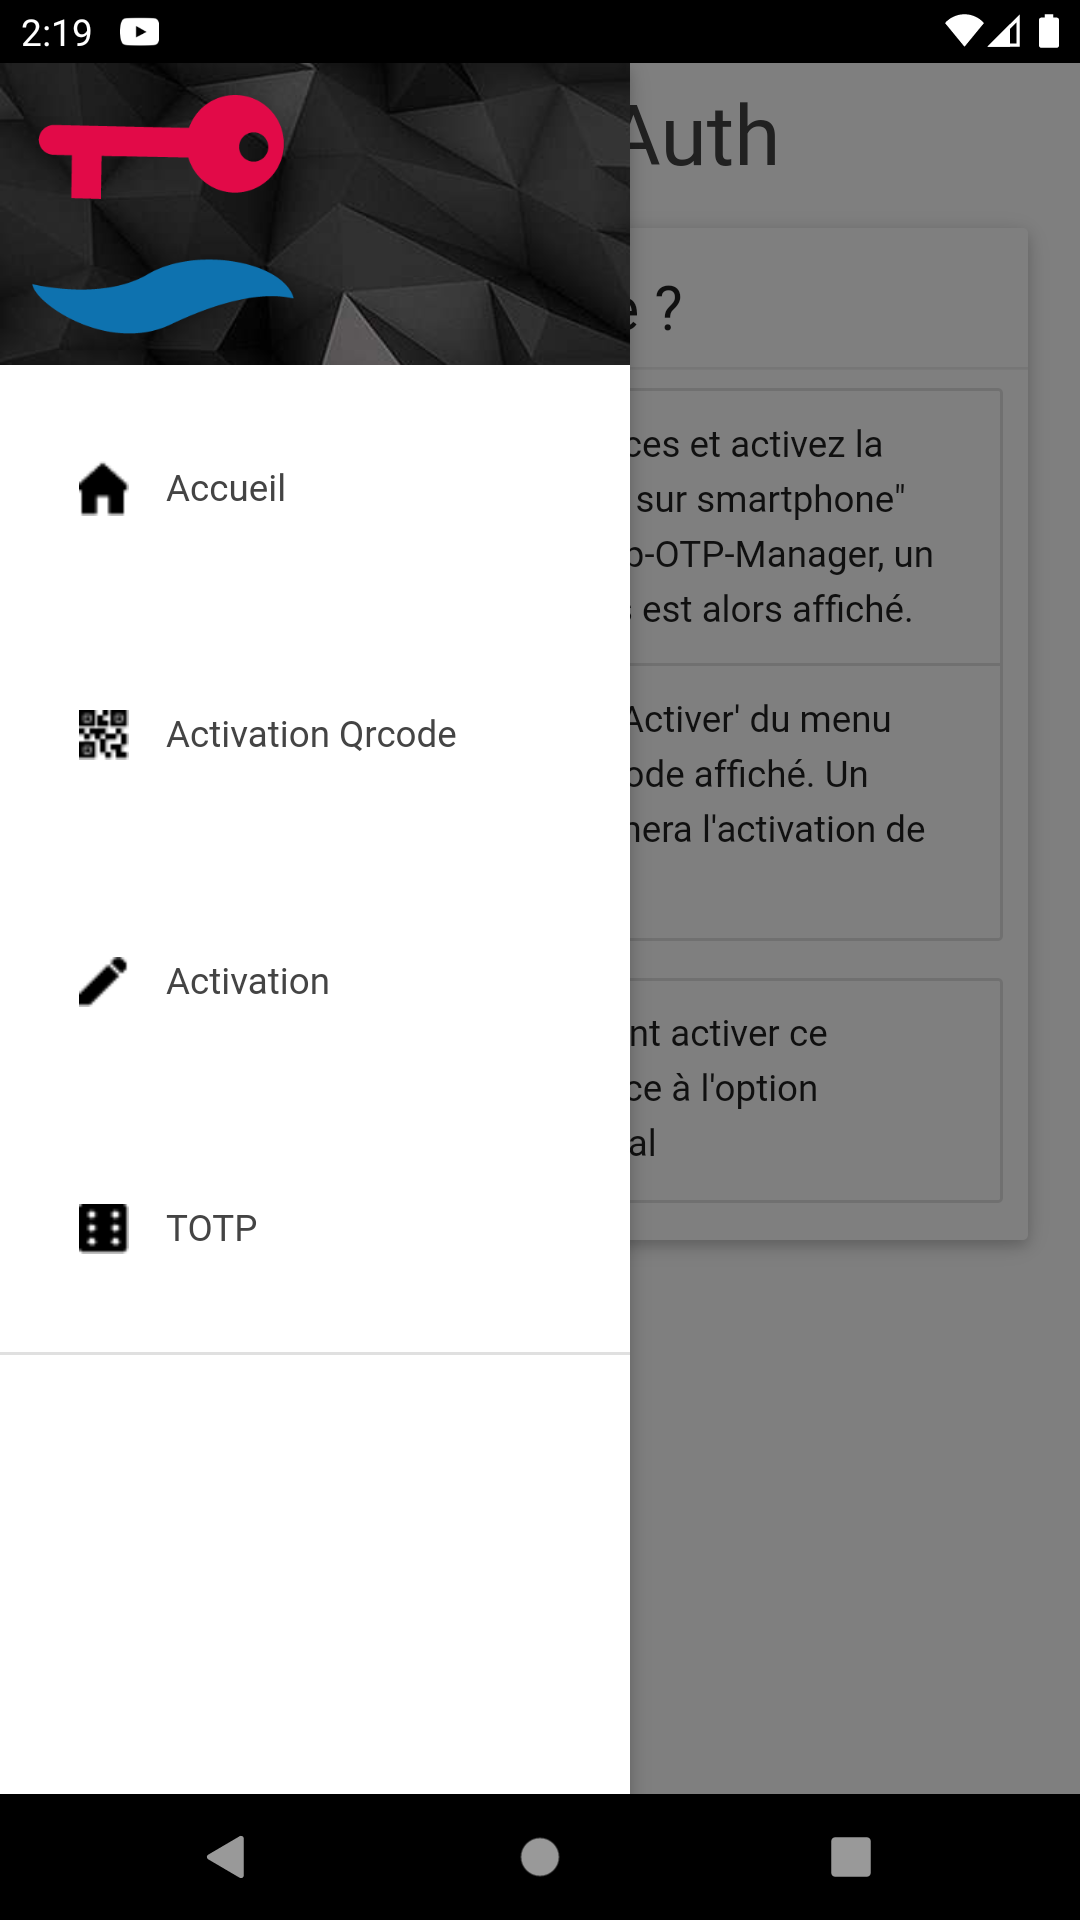 2:19
Auth
?
Accueil
Activation Qrcode
Activation
TOTP
ces et activez la
sur smartphone"
-OTP-Manager, un
est alors affiché.
Activer' du menu
ode affiché. Un
nera l'activation de
nt activer ce
ce à l'option
al